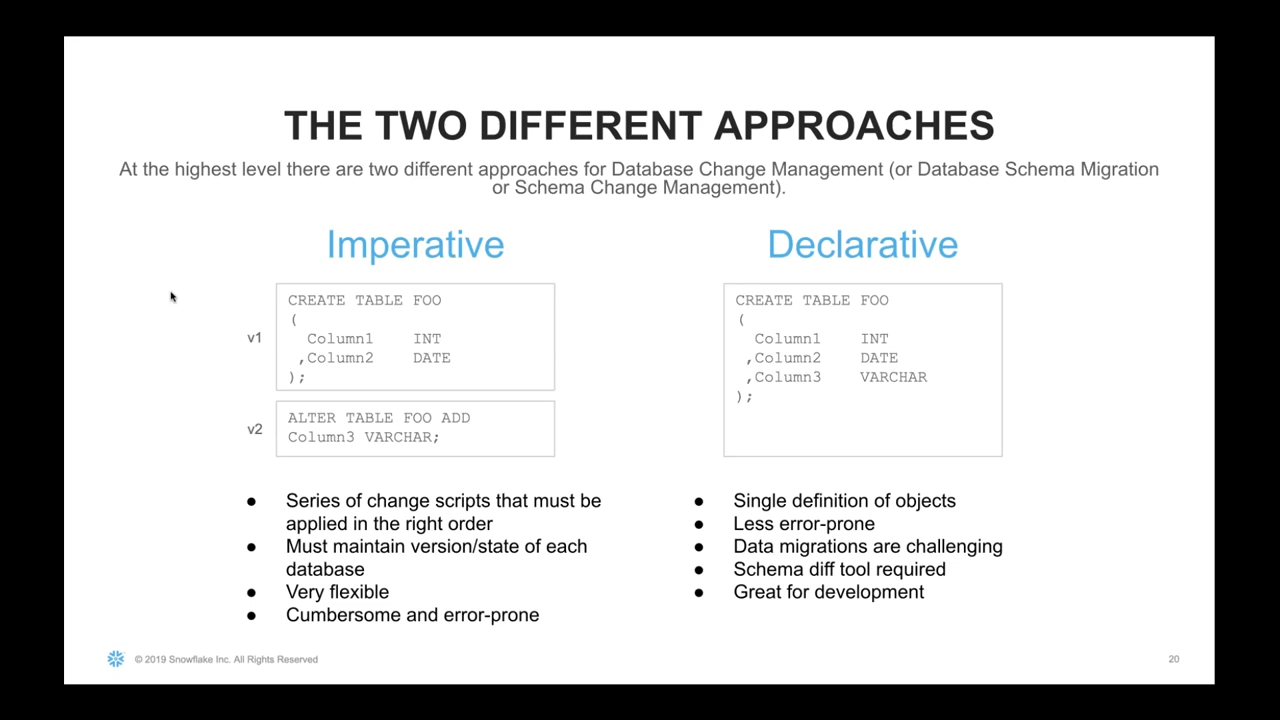 THE TWO DIFFERENT APPROACHES
At the highest level there are two different approaches for Database Change Management (or Database Schema Migration
or Schema Change Management).
Imperative
v1
CREATE TABLE FOO
(
  Column1    INT
 ,Column2    DATE
);
v2
ALTER TABLE FOO ADD
Column3 VARCHAR;
● Series of change scripts that must be
applied in the right order
● Must maintain version/state of each
database
● Very flexible
● Cumbersome and error-prone
Declarative
CREATE TABLE FOO
(
  Column1    INT
 ,Column2    DATE
 ,Column3    VARCHAR
);
● Single definition of objects
● Less error-prone
● Data migrations are challenging
● Schema diff tool required
● Great for development
© 2019 Snowflake Inc. All Rights Reserved
20